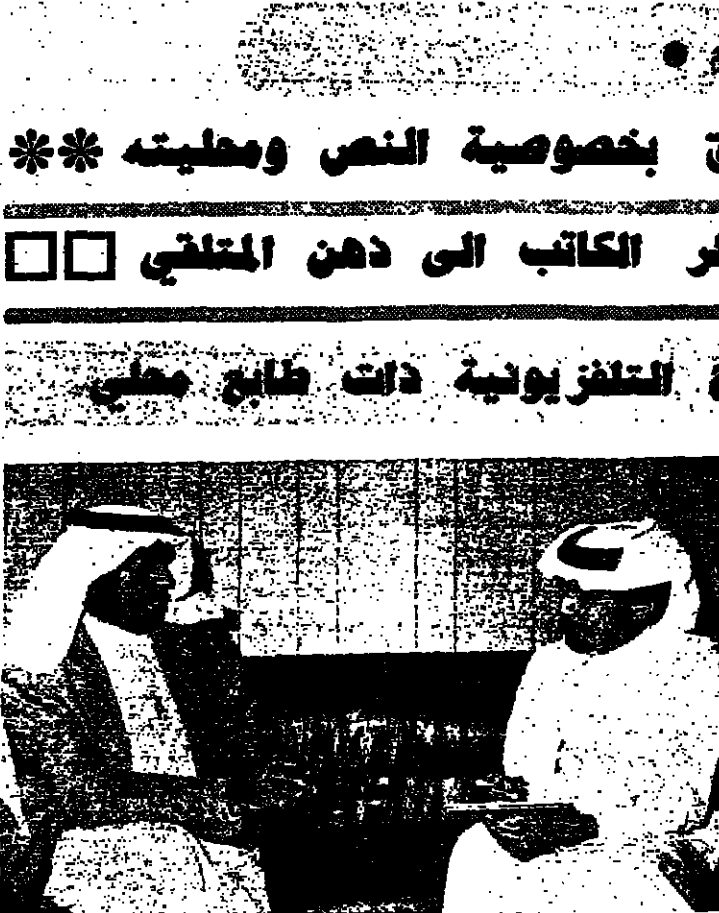 بخصوصية النص ومحليته **
الكاتب الى ذهن المتلقي □□
التلفزيونية ذات طابع محلي